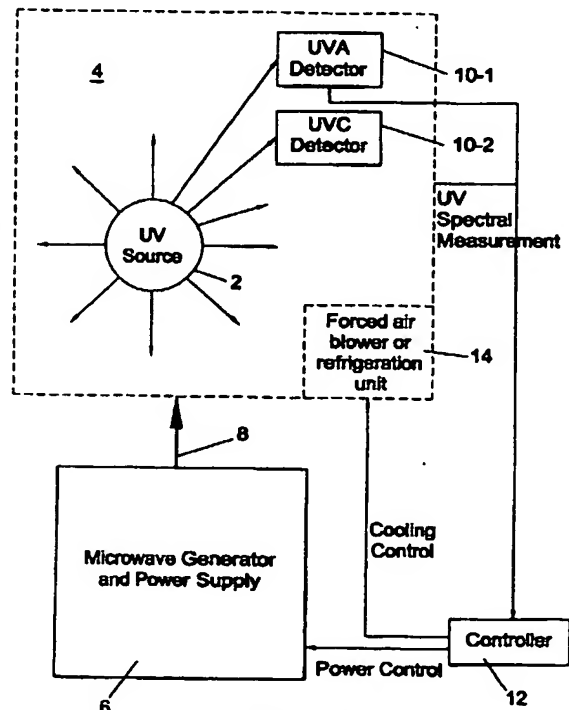 UVA
Detector
10-1
4
UVC
Detector
10-2
UV
Source
2
UV
Spectral
Measurement
Forced air
blower or
refrigeration
unit
14
8
Microwave Generator
and Power Supply
Cooling
Control
Controller
Power Control
12
6